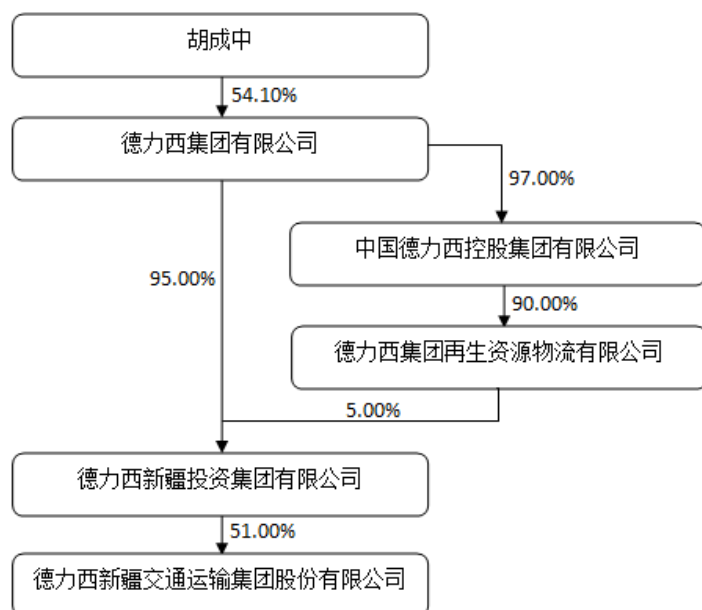 胡成中
54.10%
德力西集团有限公司
97.00%
中国德力西控股集团有限公司
95.00%
90.00%
德力西集团再生资源物流有限公司
5.00%
德力西新疆投资集团有限公司
51.00%
德力西新疆交通运输集团股份有限公司